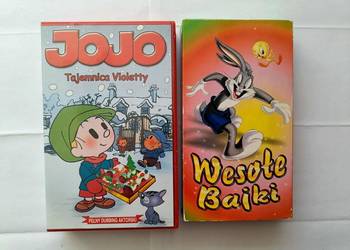 JOJO
Tajemnica Violetty
PEŁNY DUBBING AKTORSKI
Wesołe
Bajki